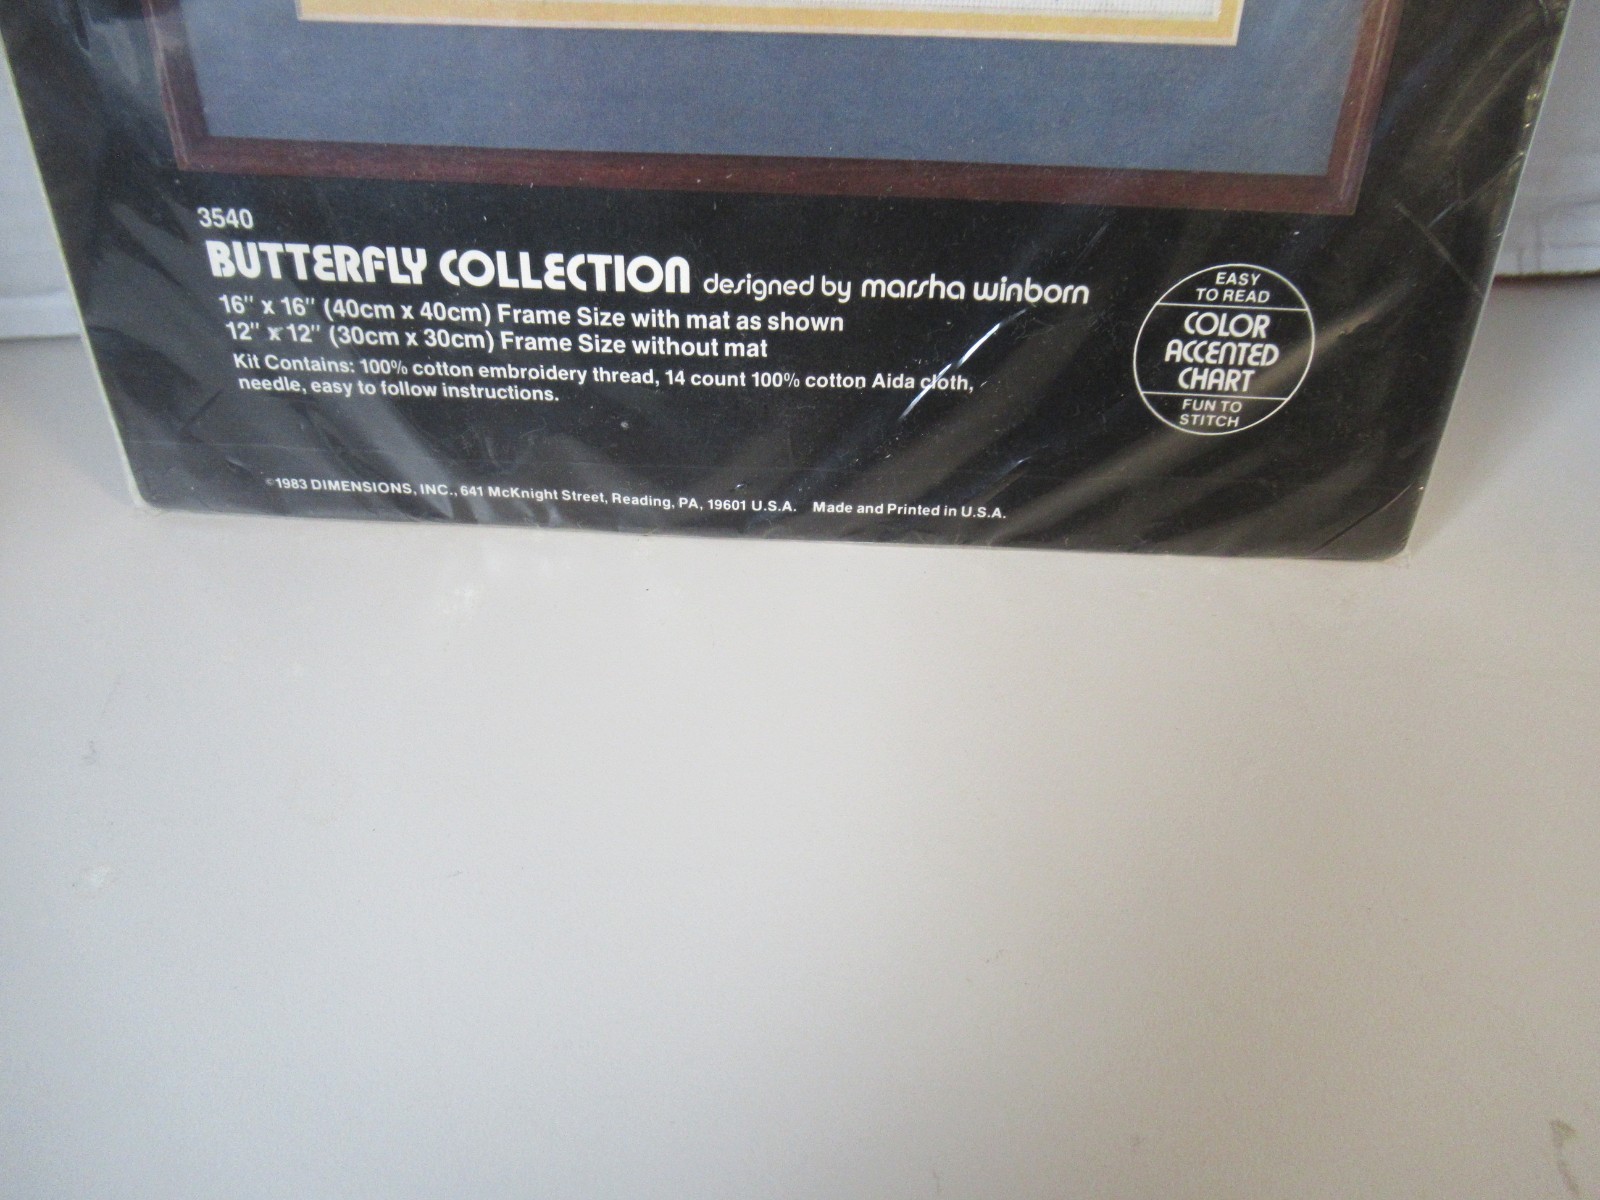 3540
BUTTERFLY COLLECTION designed by marsha winborn
16" x 16" (40cm x 40cm) Frame Size with mat as shown
12" x 12" (30cm x 30cm) Frame Size without mat
Kit Contains: 100% cotton embroidery thread, 14 count 100% cotton Aida cloth,
needle, easy to follow instructions.
©1983 DIMENSIONS, INC., 641 McKnight Street, Reading, PA, 19601 U.S.A. Made and Printed in U.S.A.
EASY
TO READ
COLOR
ACCENTED
CHART
FUN TO
STITCH